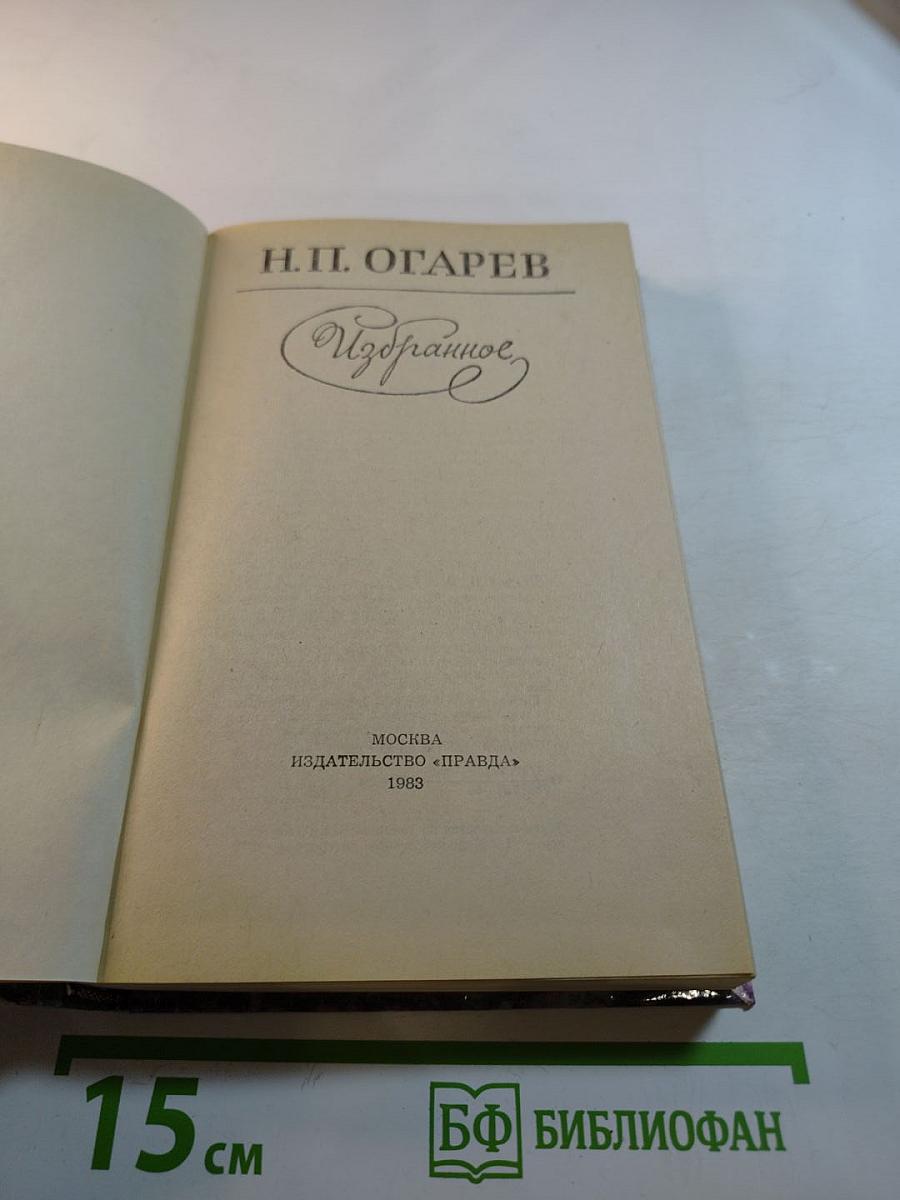 Н. П. ОГАРЕВ
Избранное
МОСКВА
ИЗДАТЕЛЬСТВО «ПРАВДА»
1983
15 см
БФ БИБЛИОФАН